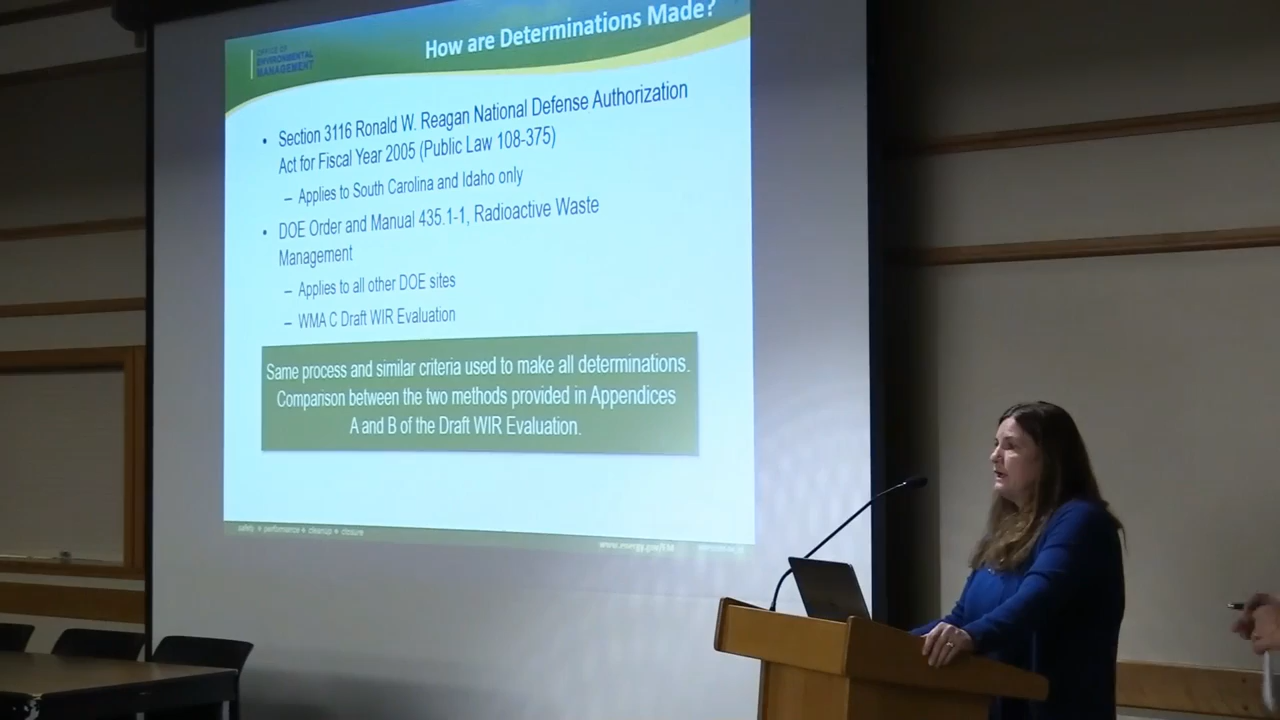 OFFICE OF
ENVIRONMENTAL
MANAGEMENT
How are Determinations Made?
• Section 3116 Ronald W. Reagan National Defense Authorization
Act for Fiscal Year 2005 (Public Law 108-375)
– Applies to South Carolina and Idaho only
• DOE Order and Manual 435.1-1, Radioactive Waste
Management
– Applies to all other DOE sites
– WMA C Draft WIR Evaluation
Same process and similar criteria used to make all determinations.
Comparison between the two methods provided in Appendices
A and B of the Draft WIR Evaluation.
safety ✦ performance ✦ cleanup ✦ closure
www.energy.gov/EM